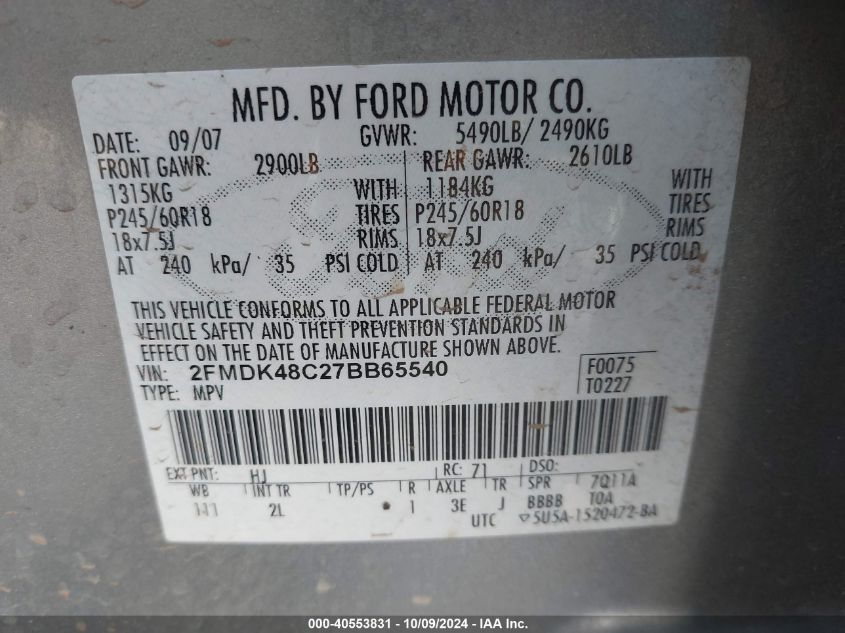 MFD. BY FORD MOTOR CO.
DATE: 09/07 GVWR: 5490LB/ 2490KG
FRONT GAWR: 2900LB REAR GAWR: 2610LB
1315KG WITH 1184KG WITH
P245/60R18 TIRES P245/60R18 TIRES
18x7.5J RIMS 18x7.5J RIMS
AT 240 kPa/ 35 PSI COLD AT 240 kPa/ 35 PSI COLD
THIS VEHICLE CONFORMS TO ALL APPLICABLE FEDERAL MOTOR
VEHICLE SAFETY AND THEFT PREVENTION STANDARDS IN
EFFECT ON THE DATE OF MANUFACTURE SHOWN ABOVE.
VIN: 2FMDK48C27BB65540 F0075
TYPE: MPV T0227
EXT PNT: HJ RC: 71 DSO:
WB INT TR TP/PS R AXLE TR SPR 7Q11A
111 2L 1 3E J BBBB TOA
UTC 5U5A-1520472-BA
000-40553831 - 10/09/2024 - IAA Inc.